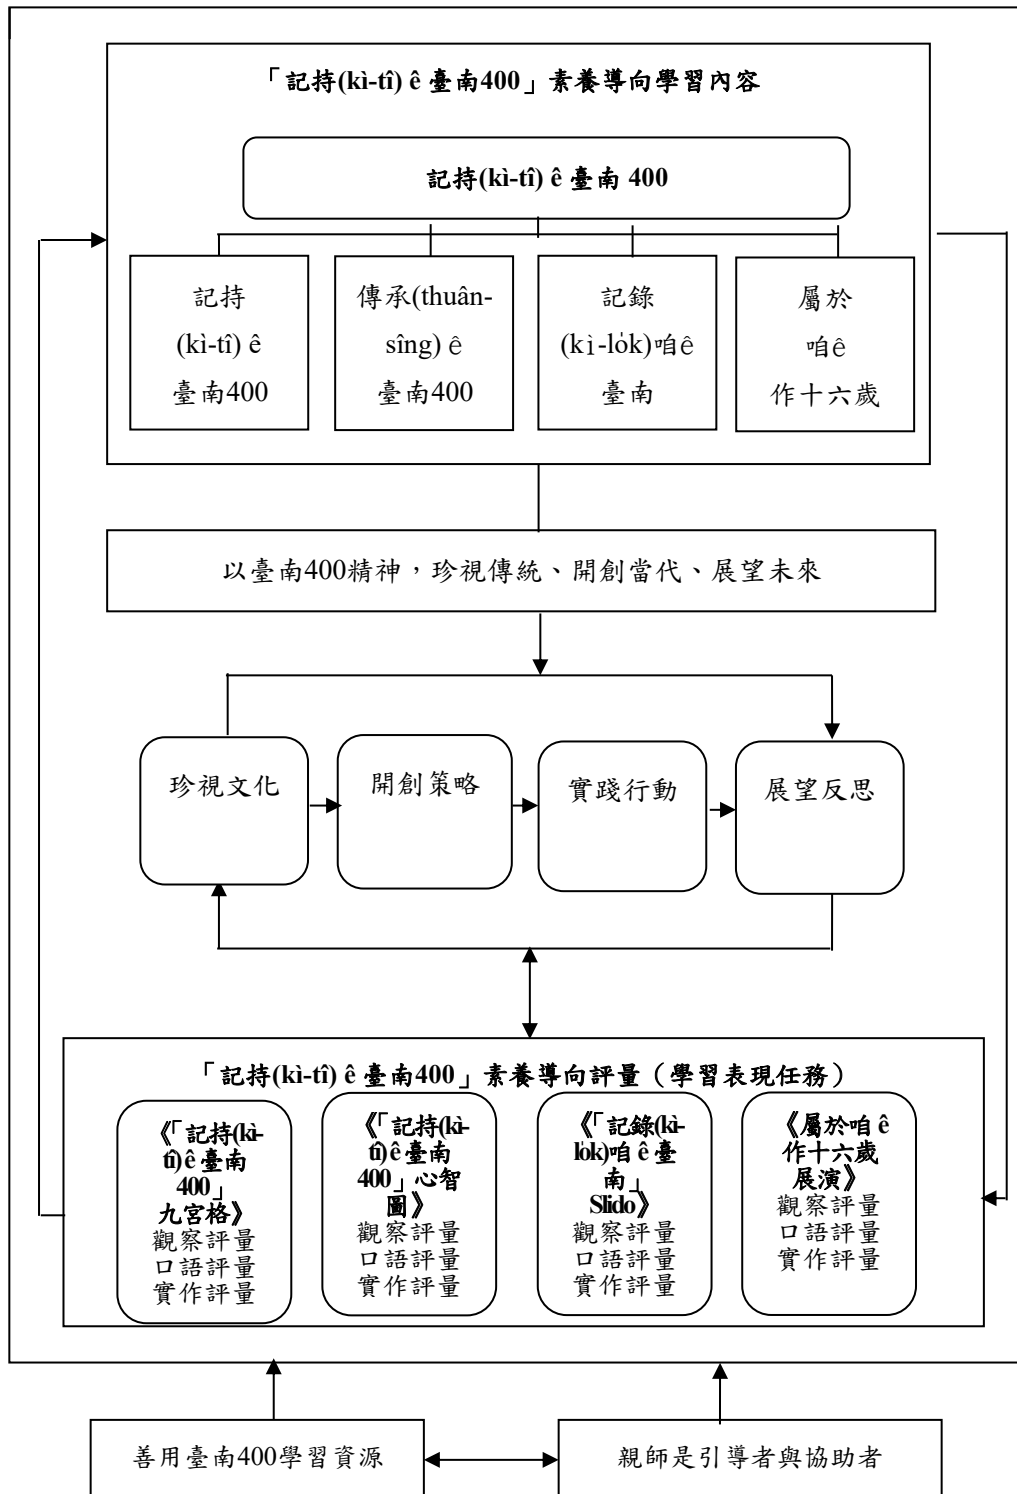 「記持(kì-tî) ê 臺南400」素養導向學習內容
記持(kì-tî) ê 臺南 400
記持
(kì-tî) ê
臺南400
傳承(thuân-
sîng) ê
臺南400
記錄
(kì-lo̍k)咱ê
臺南
屬於
咱ê
作十六歲
以臺南400精神，珍視傳統、開創當代、展望未來
珍視文化
開創策略
實踐行動
展望反思
「記持(kì-tî) ê 臺南400」素養導向評量（學習表現任務）
《「記持(kì-
tî) ê 臺南
400」
九宮格》
觀察評量
口語評量
實作評量
《「記持(kì-
tî) ê 臺南
400」心智
圖》
觀察評量
口語評量
實作評量
《「記錄(kì-
lo̍k)咱 ê 臺
南」
Slido》
觀察評量
口語評量
實作評量
《屬於咱 ê
作十六歲
展演》
觀察評量
口語評量
實作評量
善用臺南400學習資源
親師是引導者與協助者